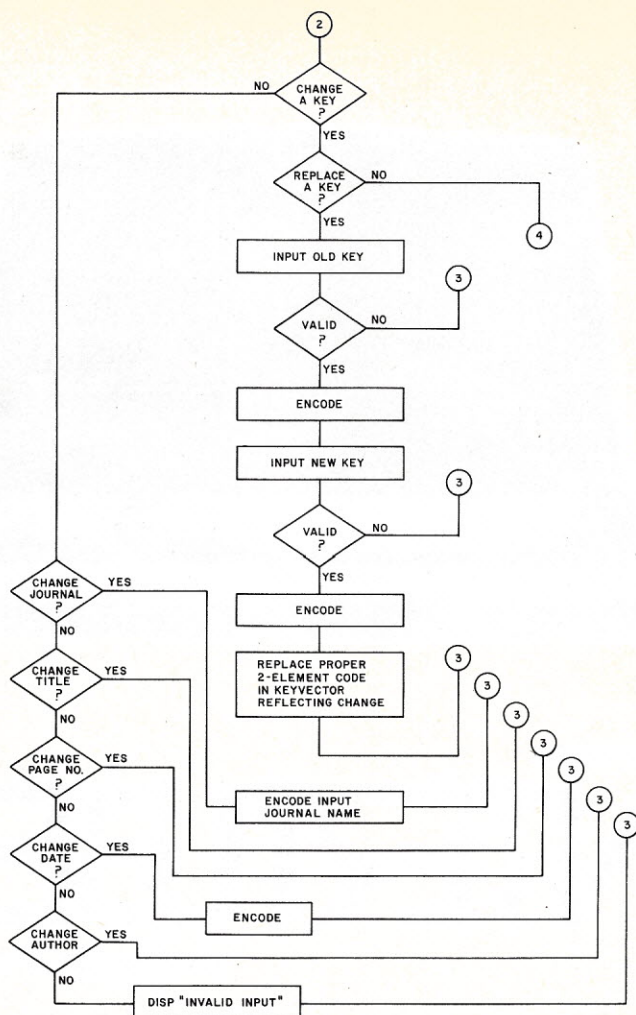 2
CHANGE
A KEY
?
NO
YES
REPLACE
A KEY
?
NO
YES
4
INPUT OLD KEY
3
VALID
?
NO
YES
ENCODE
INPUT NEW KEY
3
VALID
?
NO
YES
ENCODE
REPLACE PROPER
2-ELEMENT CODE
IN KEYVECTOR
REFLECTING CHANGE
3
3
3
3
3
3
3
CHANGE
JOURNAL
?
YES
NO
CHANGE
TITLE
?
YES
NO
CHANGE
PAGE NO.
?
YES
NO
ENCODE INPUT
JOURNAL NAME
CHANGE
DATE
?
YES
NO
ENCODE
CHANGE
AUTHOR
YES
NO
DISP "INVALID INPUT"